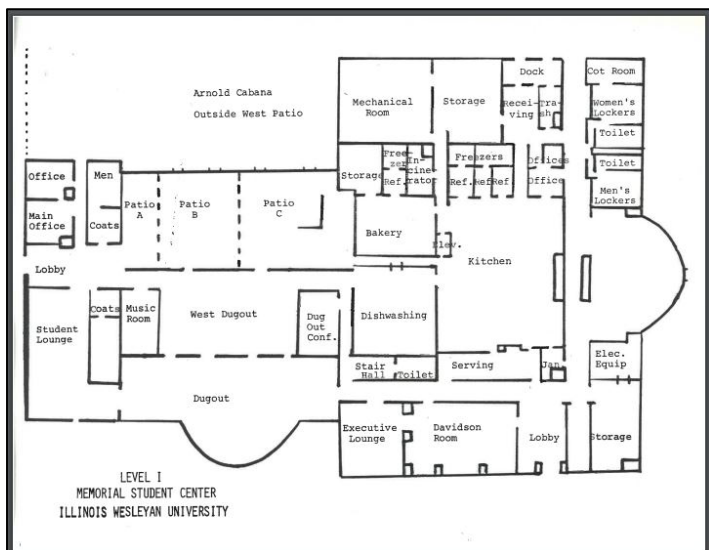 Arnold Cabana
Outside West Patio
Mechanical
Room
Storage
Dock
Receiv-
ing
Tra-
sh
Cot Room
Women's
Lockers
Toilet
Toilet
Men's
Lockers
Office
Main
Office
Men
Coats
Patio
A
Patio
B
Patio
C
Storage
Free-
zer
Ref.
In-
cine-
rator
Freezers
Ref.
Ref
Ref
Offices
Office
Bakery
Elev.
Kitchen
Lobby
Student
Lounge
Coats
Music
Room
West Dugout
Dug
Out
Conf.
Dishwashing
Stair
Hall
Toilet
Serving
Jan.
Elec.
Equip
Dugout
Executive
Lounge
Davidson
Room
Lobby
Storage
LEVEL I
MEMORIAL STUDENT CENTER
ILLINOIS WESLEYAN UNIVERSITY